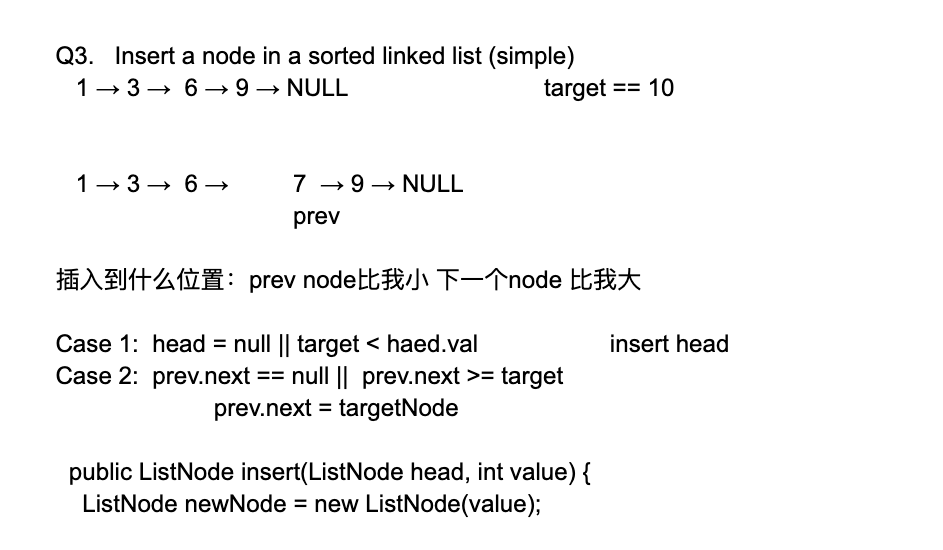 Q3. Insert a node in a sorted linked list (simple)
1 → 3 → 6 → 9 → NULL target == 10
1 → 3 → 6 → 7 → 9 → NULL
prev
插入到什么位置：prev node比我小 下一个node 比我大
Case 1: head = null || target < haed.val insert head
Case 2: prev.next == null || prev.next >= target
prev.next = targetNode
public ListNode insert(ListNode head, int value) {
ListNode newNode = new ListNode(value);